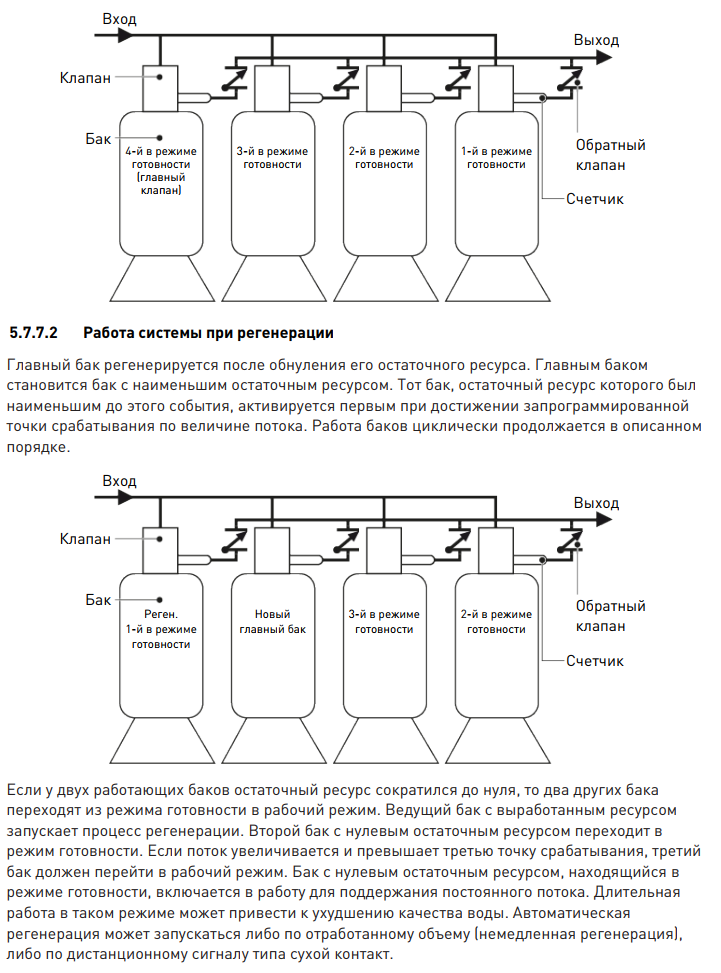 Вход
Выход
Клапан
Бак
4-й в режиме
готовности
(главный
клапан)
3-й в режиме
готовности
2-й в режиме
готовности
1-й в режиме
готовности
Обратный
клапан
Счетчик
5.7.7.2 Работа системы при регенерации
Главный бак регенерируется после обнуления его остаточного ресурса. Главным баком
становится бак с наименьшим остаточным ресурсом. Тот бак, остаточный ресурс которого был
наименьшим до этого события, активируется первым при достижении запрограммированной
точки срабатывания по величине потока. Работа баков циклически продолжается в описанном
порядке.
Вход
Выход
Клапан
Бак
Реген.
1-й в режиме
готовности
Новый
главный бак
3-й в режиме
готовности
2-й в режиме
готовности
Обратный
клапан
Счетчик
Если у двух работающих баков остаточный ресурс сократился до нуля, то два других бака
переходят из режима готовности в рабочий режим. Ведущий бак с выработанным ресурсом
запускает процесс регенерации. Второй бак с нулевым остаточным ресурсом переходит в
режим готовности. Если поток увеличивается и превышает третью точку срабатывания, третий
бак должен перейти в рабочий режим. Бак с нулевым остаточным ресурсом, находящийся в
режиме готовности, включается в работу для поддержания постоянного потока. Длительная
работа в таком режиме может привести к ухудшению качества воды. Автоматическая
регенерация может запускаться либо по отработанному объему (немедленная регенерация),
либо по дистанционному сигналу типа сухой контакт.